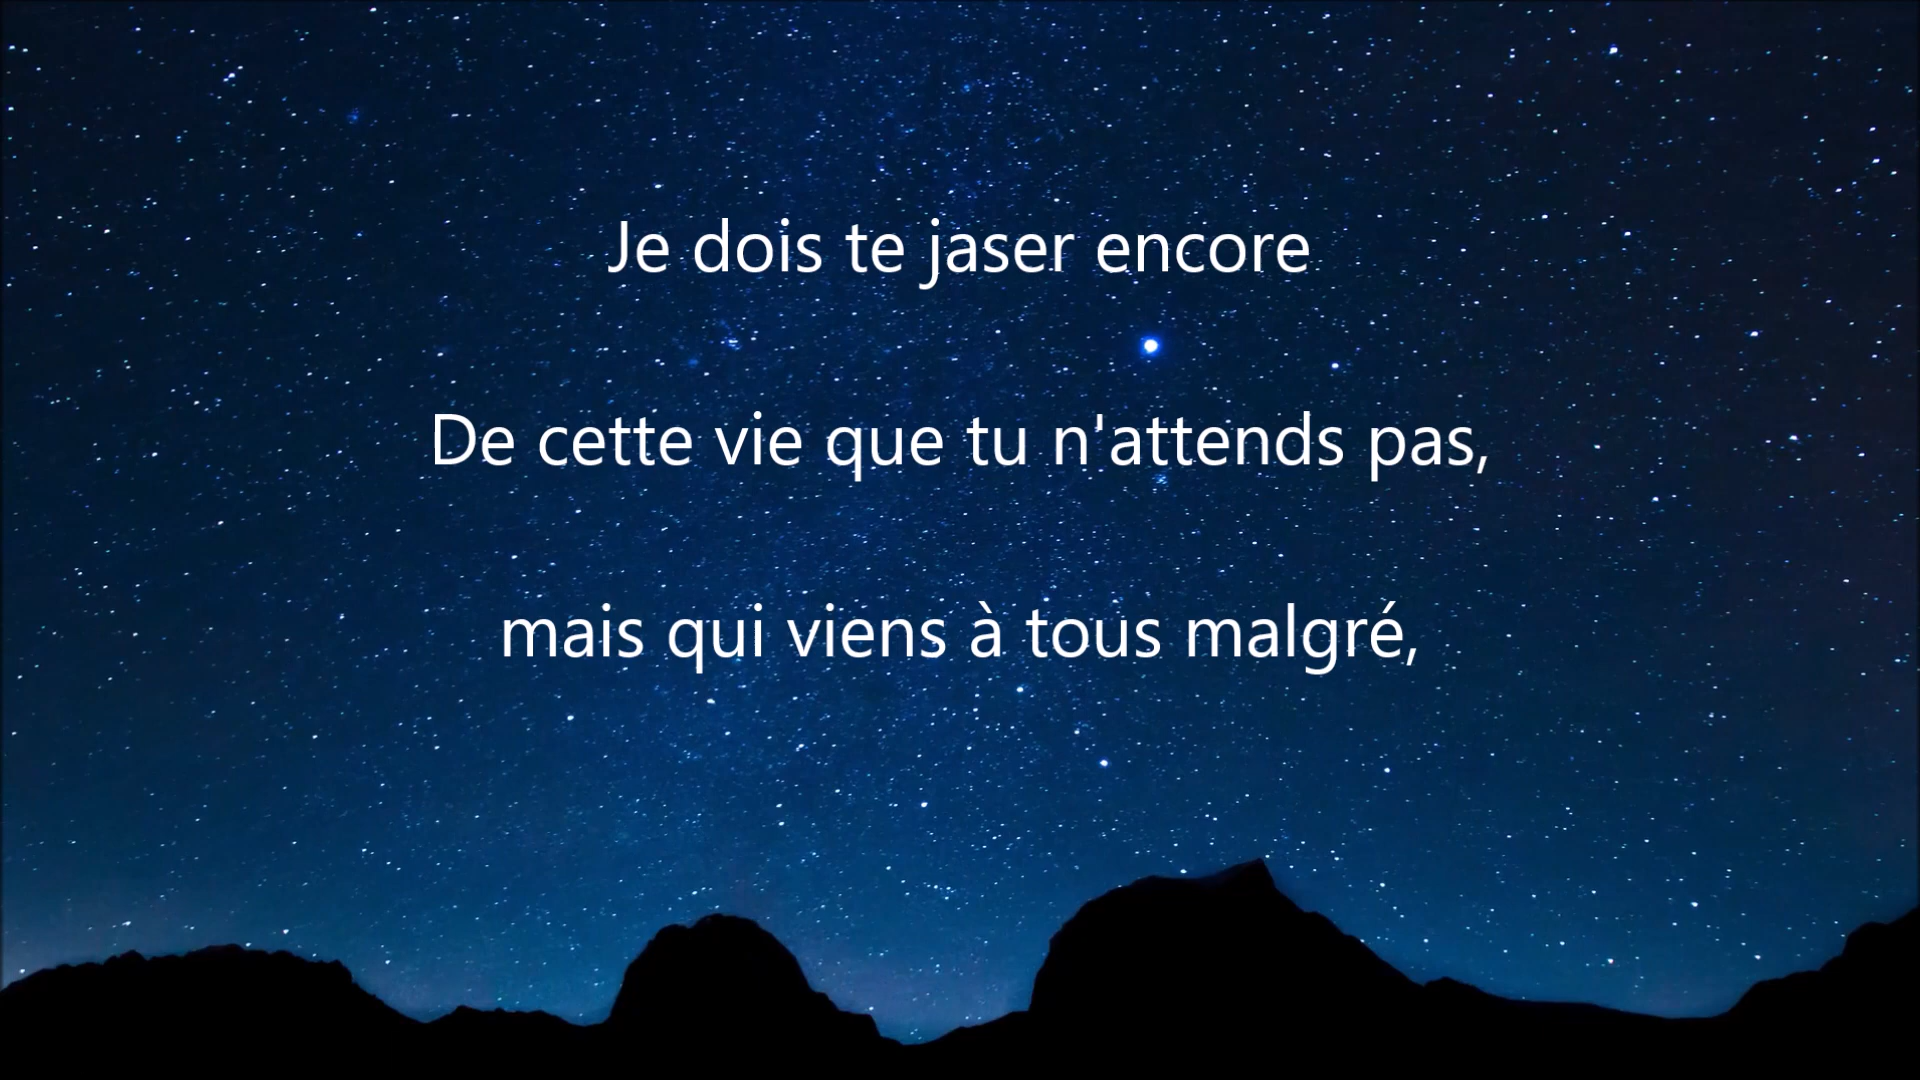 Je dois te jaser encore
De cette vie que tu n'attends pas,
mais qui viens à tous malgré,